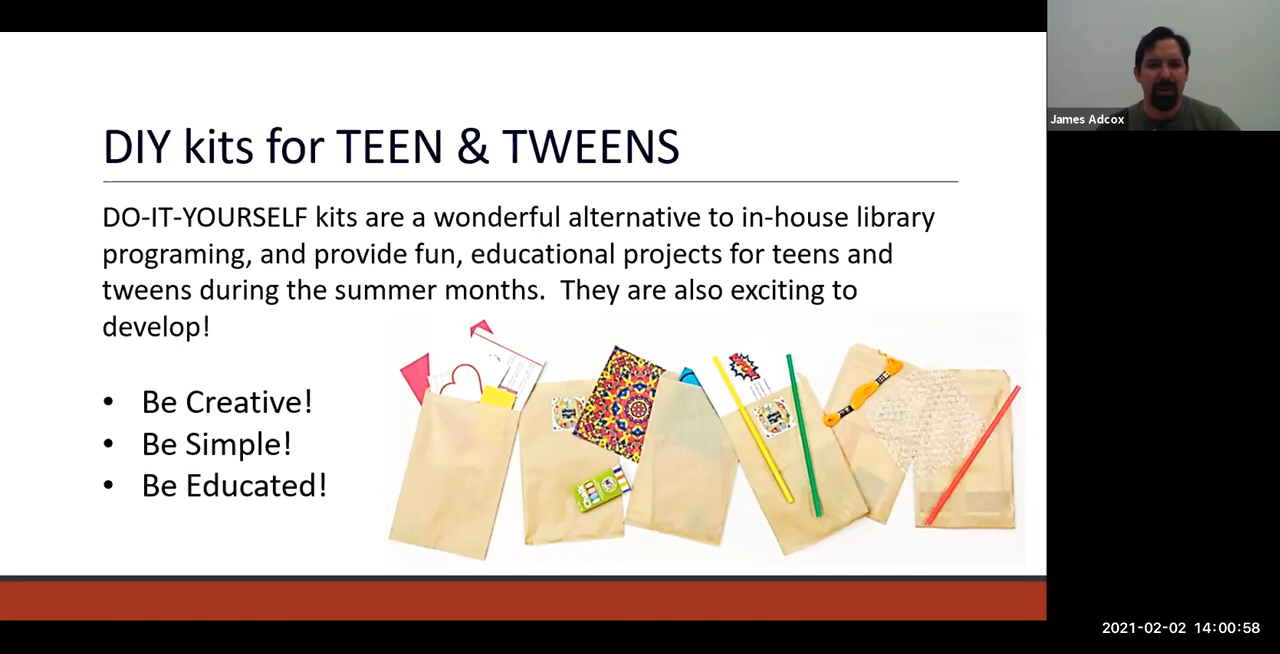 DIY kits for TEEN & TWEENS
DO-IT-YOURSELF kits are a wonderful alternative to in-house library
programing, and provide fun, educational projects for teens and
tweens during the summer months.  They are also exciting to
develop!
• Be Creative!
• Be Simple!
• Be Educated!
James Adcox
2021-02-02 14:00:58